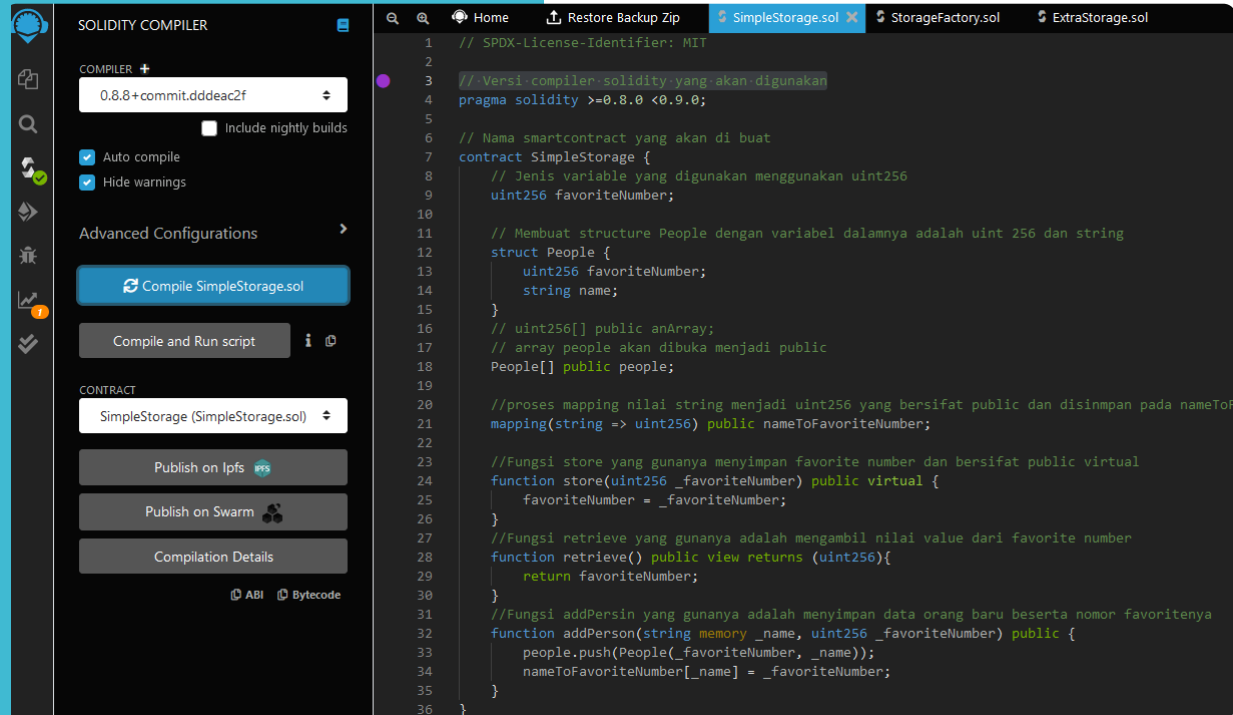 SOLIDITY COMPILER
COMPILER +
0.8.8+commit.dddeac2f
Include nightly builds
Auto compile
Hide warnings
Advanced Configurations
Compile SimpleStorage.sol
Compile and Run script
CONTRACT
SimpleStorage (SimpleStorage.sol)
Publish on Ipfs IPFS
Publish on Swarm
Compilation Details
ABI Bytecode
1
Home Restore Backup Zip SimpleStorage.sol StorageFactory.sol ExtraStorage.sol
1 // SPDX-License-Identifier: MIT
2
3 // Versi compiler solidity yang akan digunakan
4 pragma solidity >=0.8.0 <0.9.0;
5
6 // Nama smartcontract yang akan di buat
7 contract SimpleStorage {
8 // Jenis variable yang digunakan menggunakan uint256
9 uint256 favoriteNumber;
10
11 // Membuat structure People dengan variabel dalamnya adalah uint 256 dan string
12 struct People {
13 uint256 favoriteNumber;
14 string name;
15 }
16 // uint256[] public anArray;
17 // array people akan dibuka menjadi public
18 People[] public people;
19
20 //proses mapping nilai string menjadi uint256 yang bersifat public dan disinmpan pada nameToF
21 mapping(string => uint256) public nameToFavoriteNumber;
22
23 //Fungsi store yang gunanya menyimpan favorite number dan bersifat public virtual
24 function store(uint256 _favoriteNumber) public virtual {
25 favoriteNumber = _favoriteNumber;
26 }
27 //Fungsi retrieve yang gunanya adalah mengambil nilai value dari favorite number
28 function retrieve() public view returns (uint256){
29 return favoriteNumber;
30 }
31 //Fungsi addPersin yang gunanya adalah menyimpan data orang baru beserta nomor favoritenya
32 function addPerson(string memory _name, uint256 _favoriteNumber) public {
33 people.push(People(_favoriteNumber, _name));
34 nameToFavoriteNumber[_name] = _favoriteNumber;
35 }
36 }